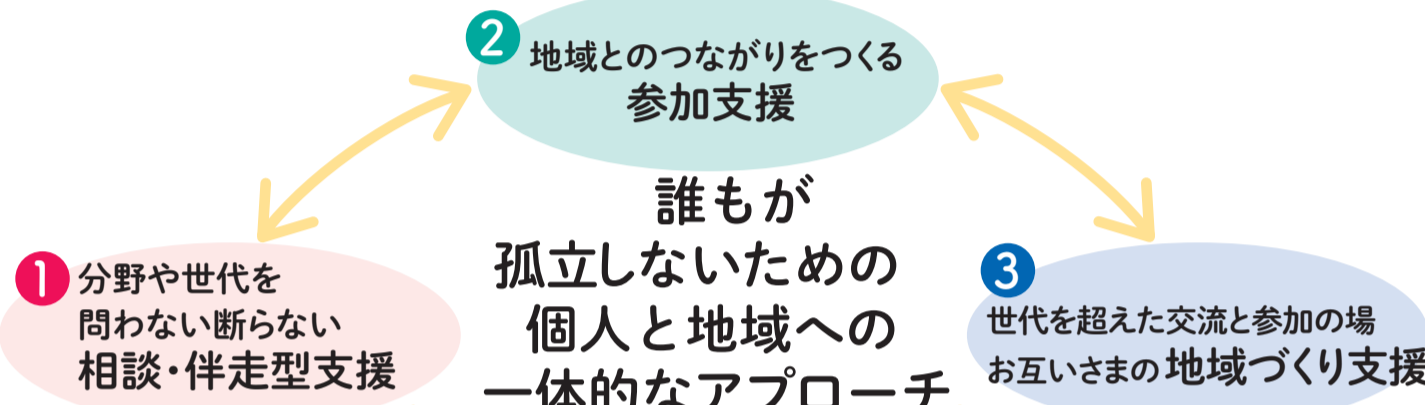 2 地域とのつながりをつくる
参加支援
誰もが
孤立しないための
個人と地域への
一体的なアプローチ
1 分野や世代を
問わない断らない
相談・伴走型支援
3
世代を超えた交流と参加の場
お互いさまの 地域づくり支援